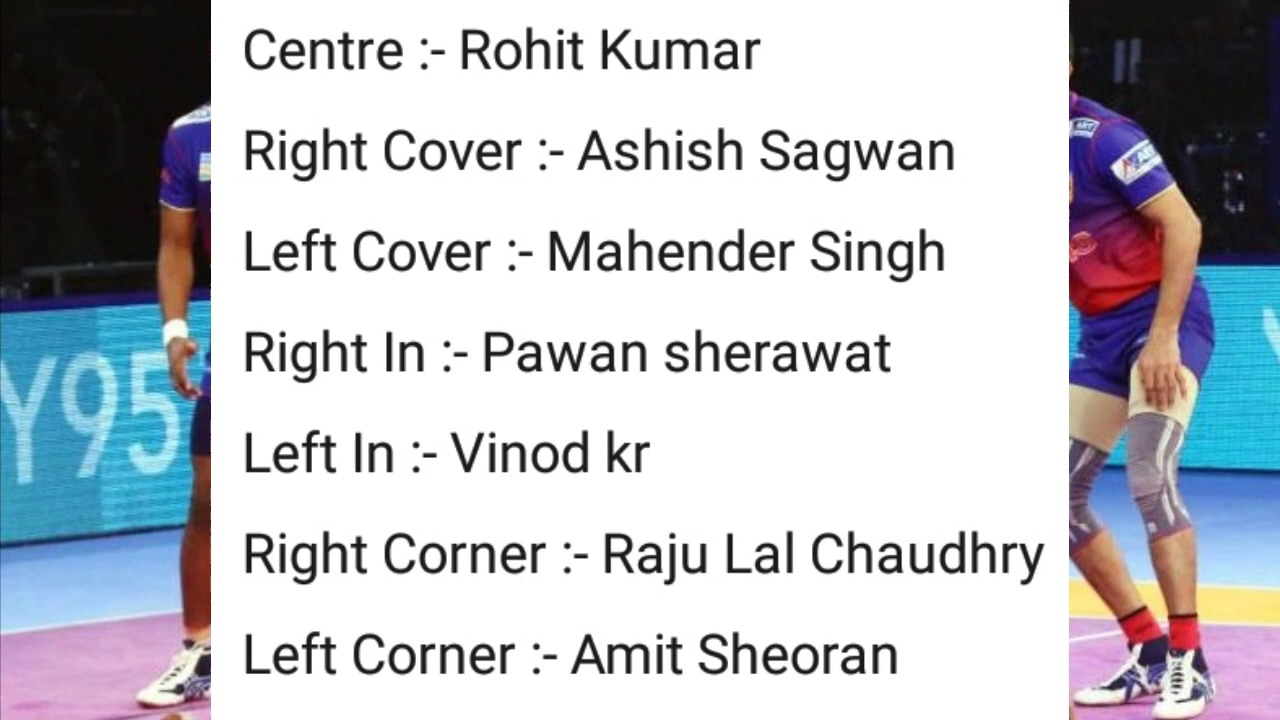 Centre :- Rohit Kumar
Right Cover :- Ashish Sagwan
Left Cover :- Mahender Singh
Right In :- Pawan sherawat
Left In :- Vinod kr
Right Corner :- Raju Lal Chaudhry
Left Corner :- Amit Sheoran
Y95